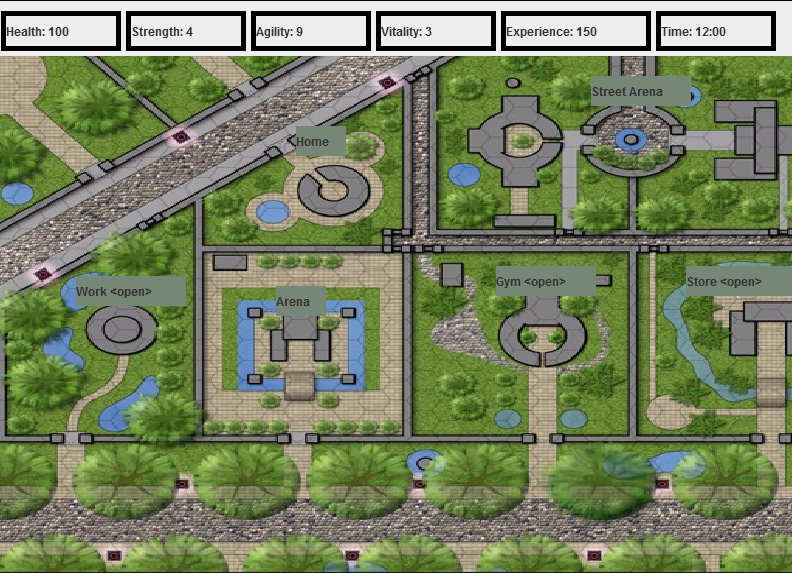 Health: 100
Strength: 4
Agility: 9
Vitality: 3
Experience: 150
Time: 12:00
Street Arena
Home
Work <open>
Arena
Gym <open>
Store <open>